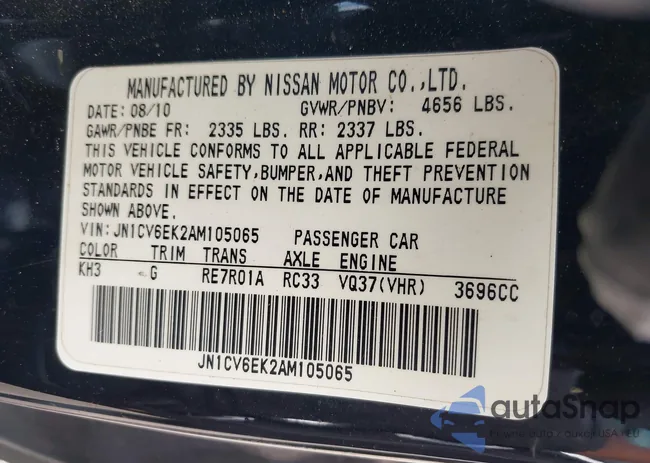 MANUFACTURED BY NISSAN MOTOR CO.,LTD.
DATE: 08/10 GVWR/PNBV: 4656 LBS.
GAWR/PNBE FR: 2335 LBS. RR: 2337 LBS.
THIS VEHICLE CONFORMS TO ALL APPLICABLE FEDERAL
MOTOR VEHICLE SAFETY,BUMPER,AND THEFT PREVENTION
STANDARDS IN EFFECT ON THE DATE OF MANUFACTURE
SHOWN ABOVE.
VIN:JN1CV6EK2AM105065 PASSENGER CAR
COLOR TRIM TRANS AXLE ENGINE
KH3 G RE7R01A RC33 VQ37(VHR) 3696CC
JN1CV6EK2AM105065
autoSnap